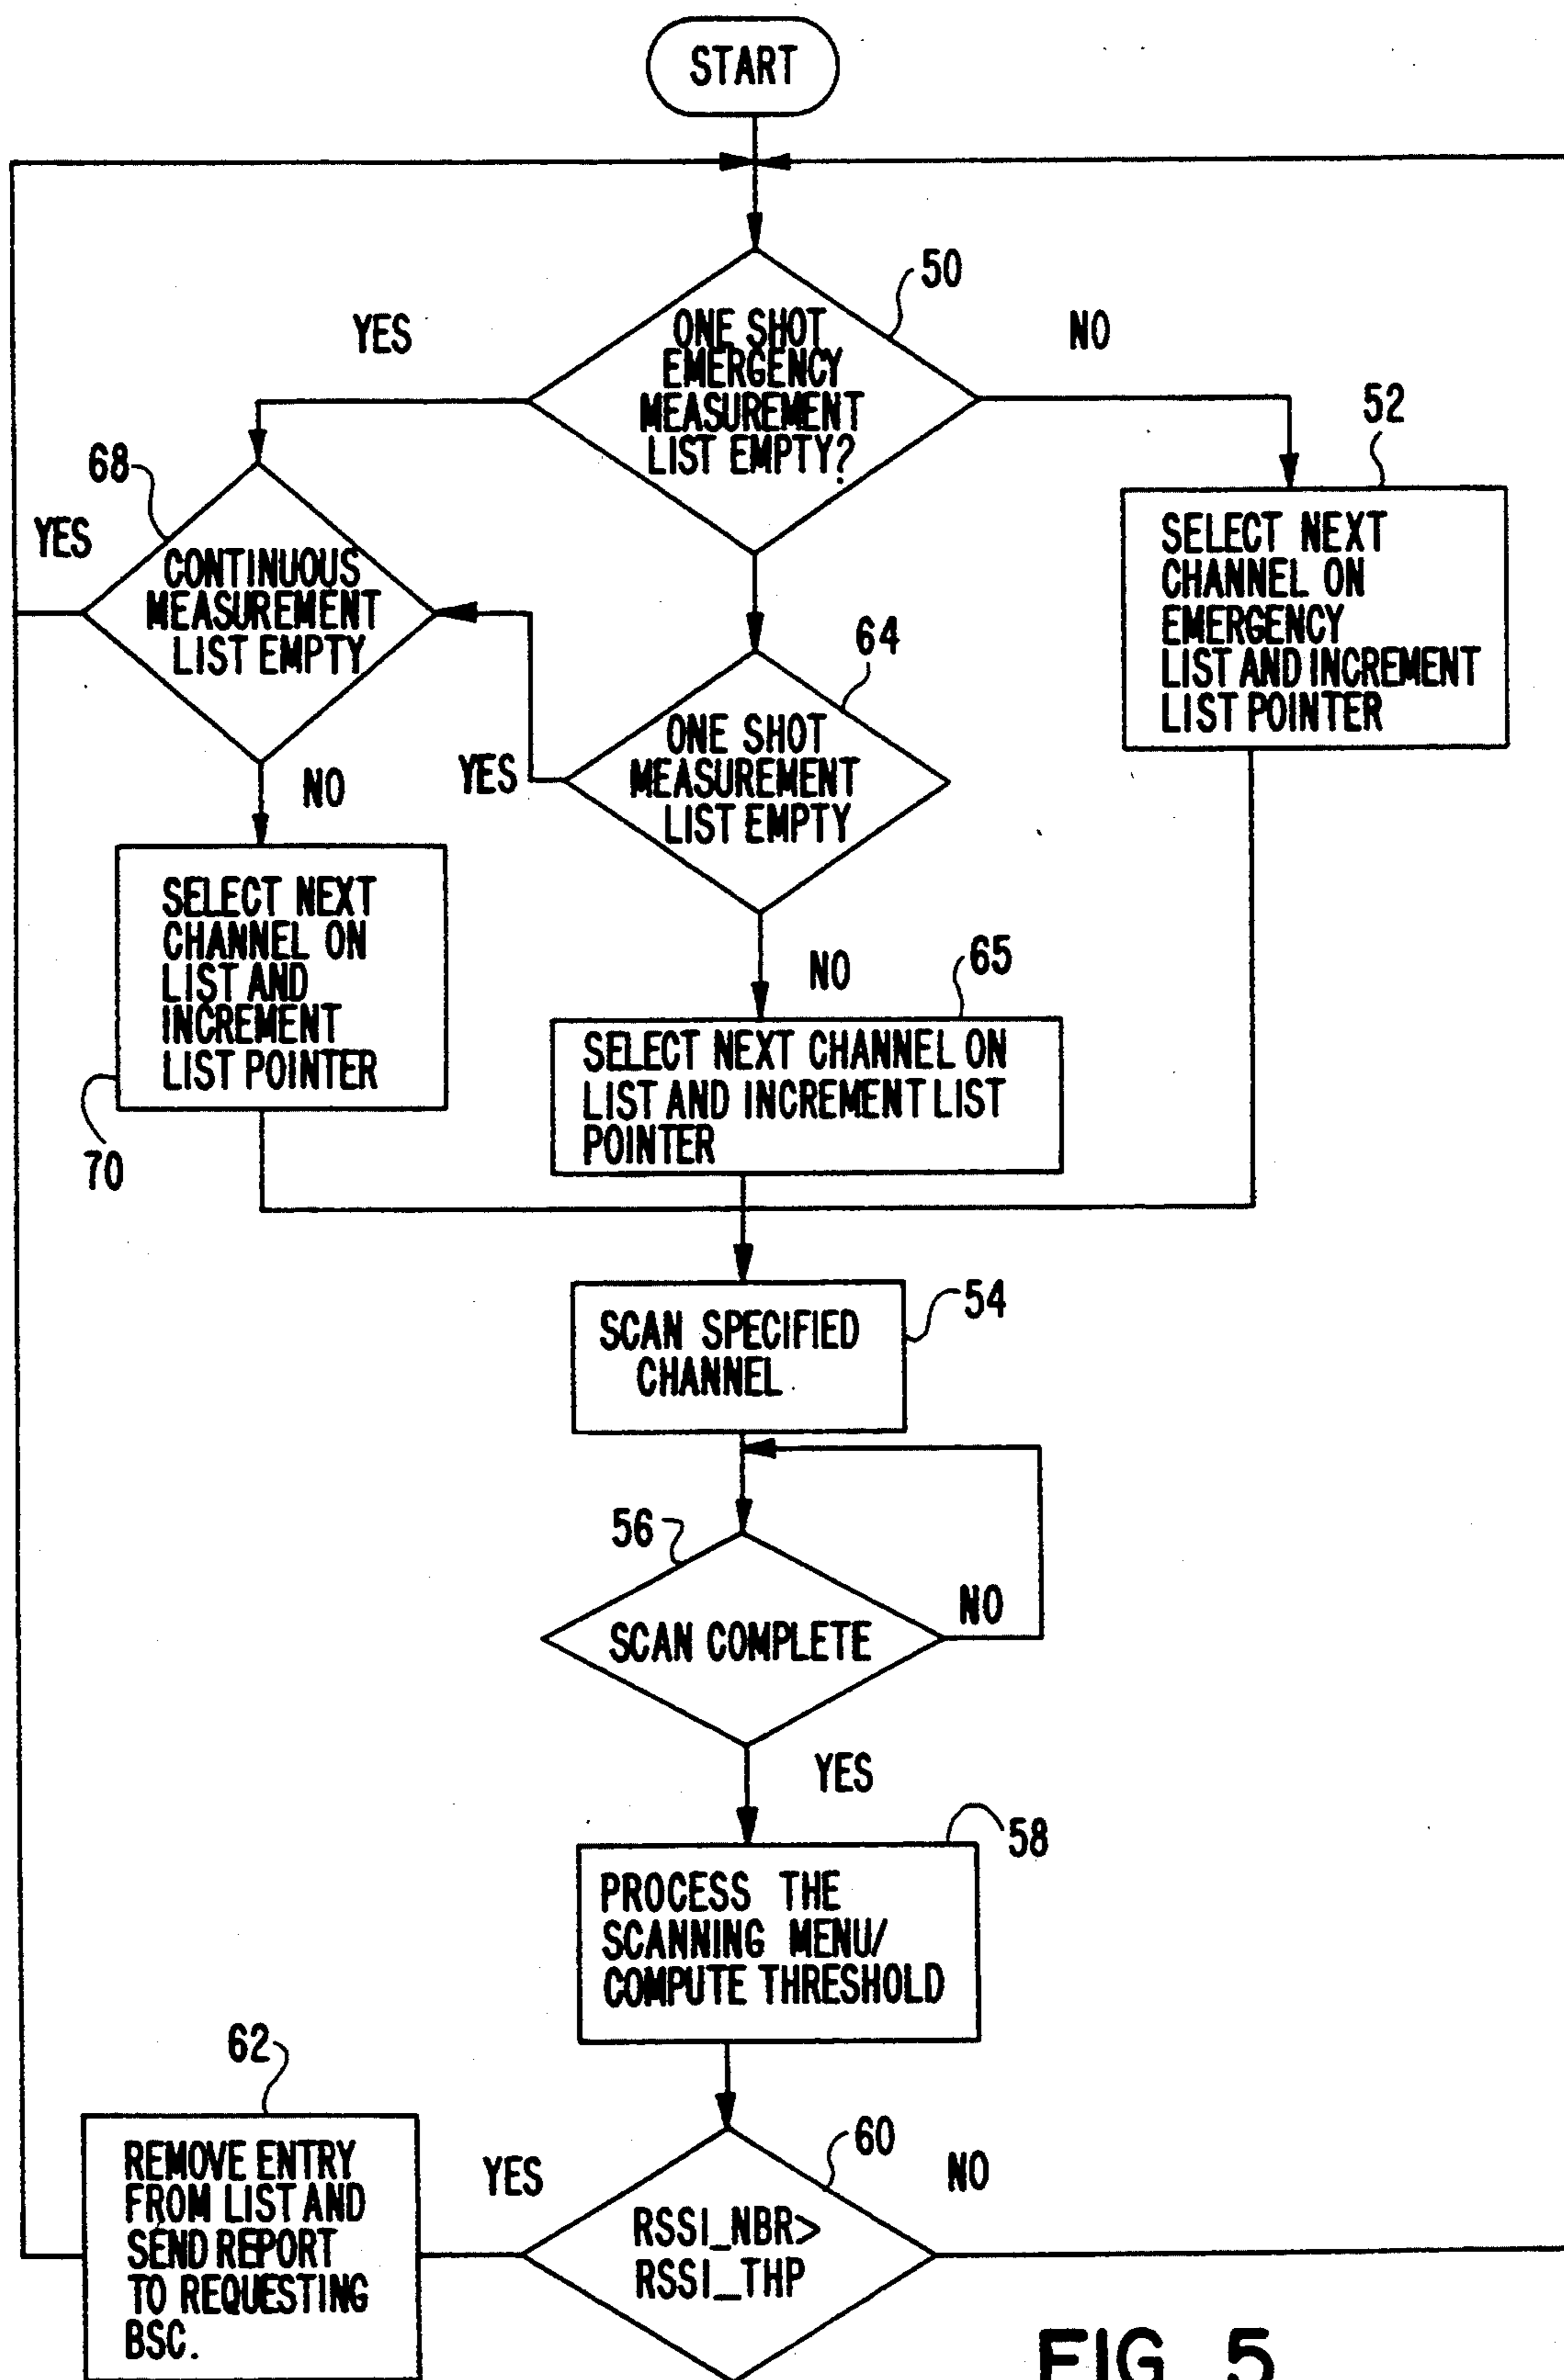 START
50
YES
ONE SHOT
EMERGENCY
MEASUREMENT
LIST EMPTY?
NO
52
SELECT NEXT
CHANNEL ON
EMERGENCY
LIST AND INCREMENT
LIST POINTER
68
YES
CONTINUOUS
MEASUREMENT
LIST EMPTY
NO
64
YES
ONE SHOT
MEASUREMENT
LIST EMPTY
NO
SELECT NEXT
CHANNEL ON
LIST AND
INCREMENT
LIST POINTER
70
65
SELECT NEXT CHANNEL ON
LIST AND INCREMENT LIST
POINTER
54
SCAN SPECIFIED
CHANNEL
56
SCAN COMPLETE
NO
YES
58
PROCESS THE
SCANNING MENU/
COMPUTE THRESHOLD
62
REMOVE ENTRY
FROM LIST AND
SEND REPORT
TO REQUESTING
BSC.
YES
60
NO
RSSI_NBR>
RSSI_THP
FIG. 5